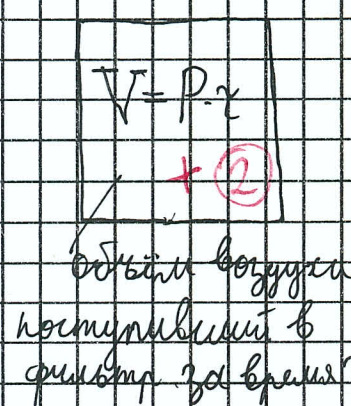 V = P·τ
+ 2
объём воздуха
поступивший в
фильтр за время